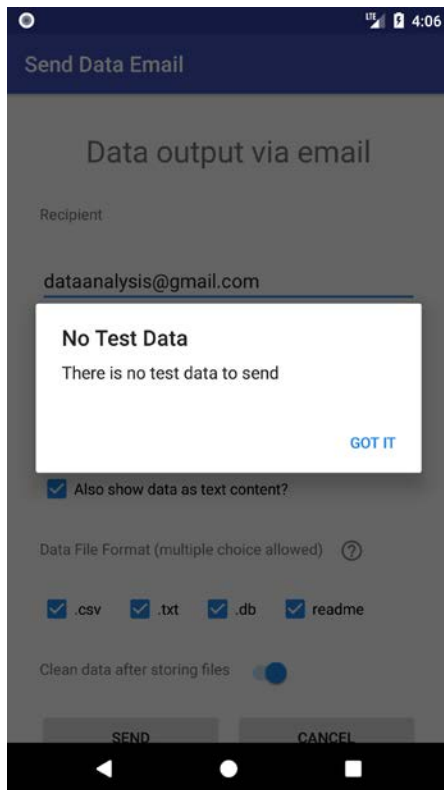 LTE 4:06
Send Data Email
Data output via email
Recipient
dataanalysis@gmail.com
No Test Data
There is no test data to send
GOT IT
Also show data as text content?
Data File Format (multiple choice allowed) ?
.csv .txt .db readme
Clean data after storing files
SEND CANCEL